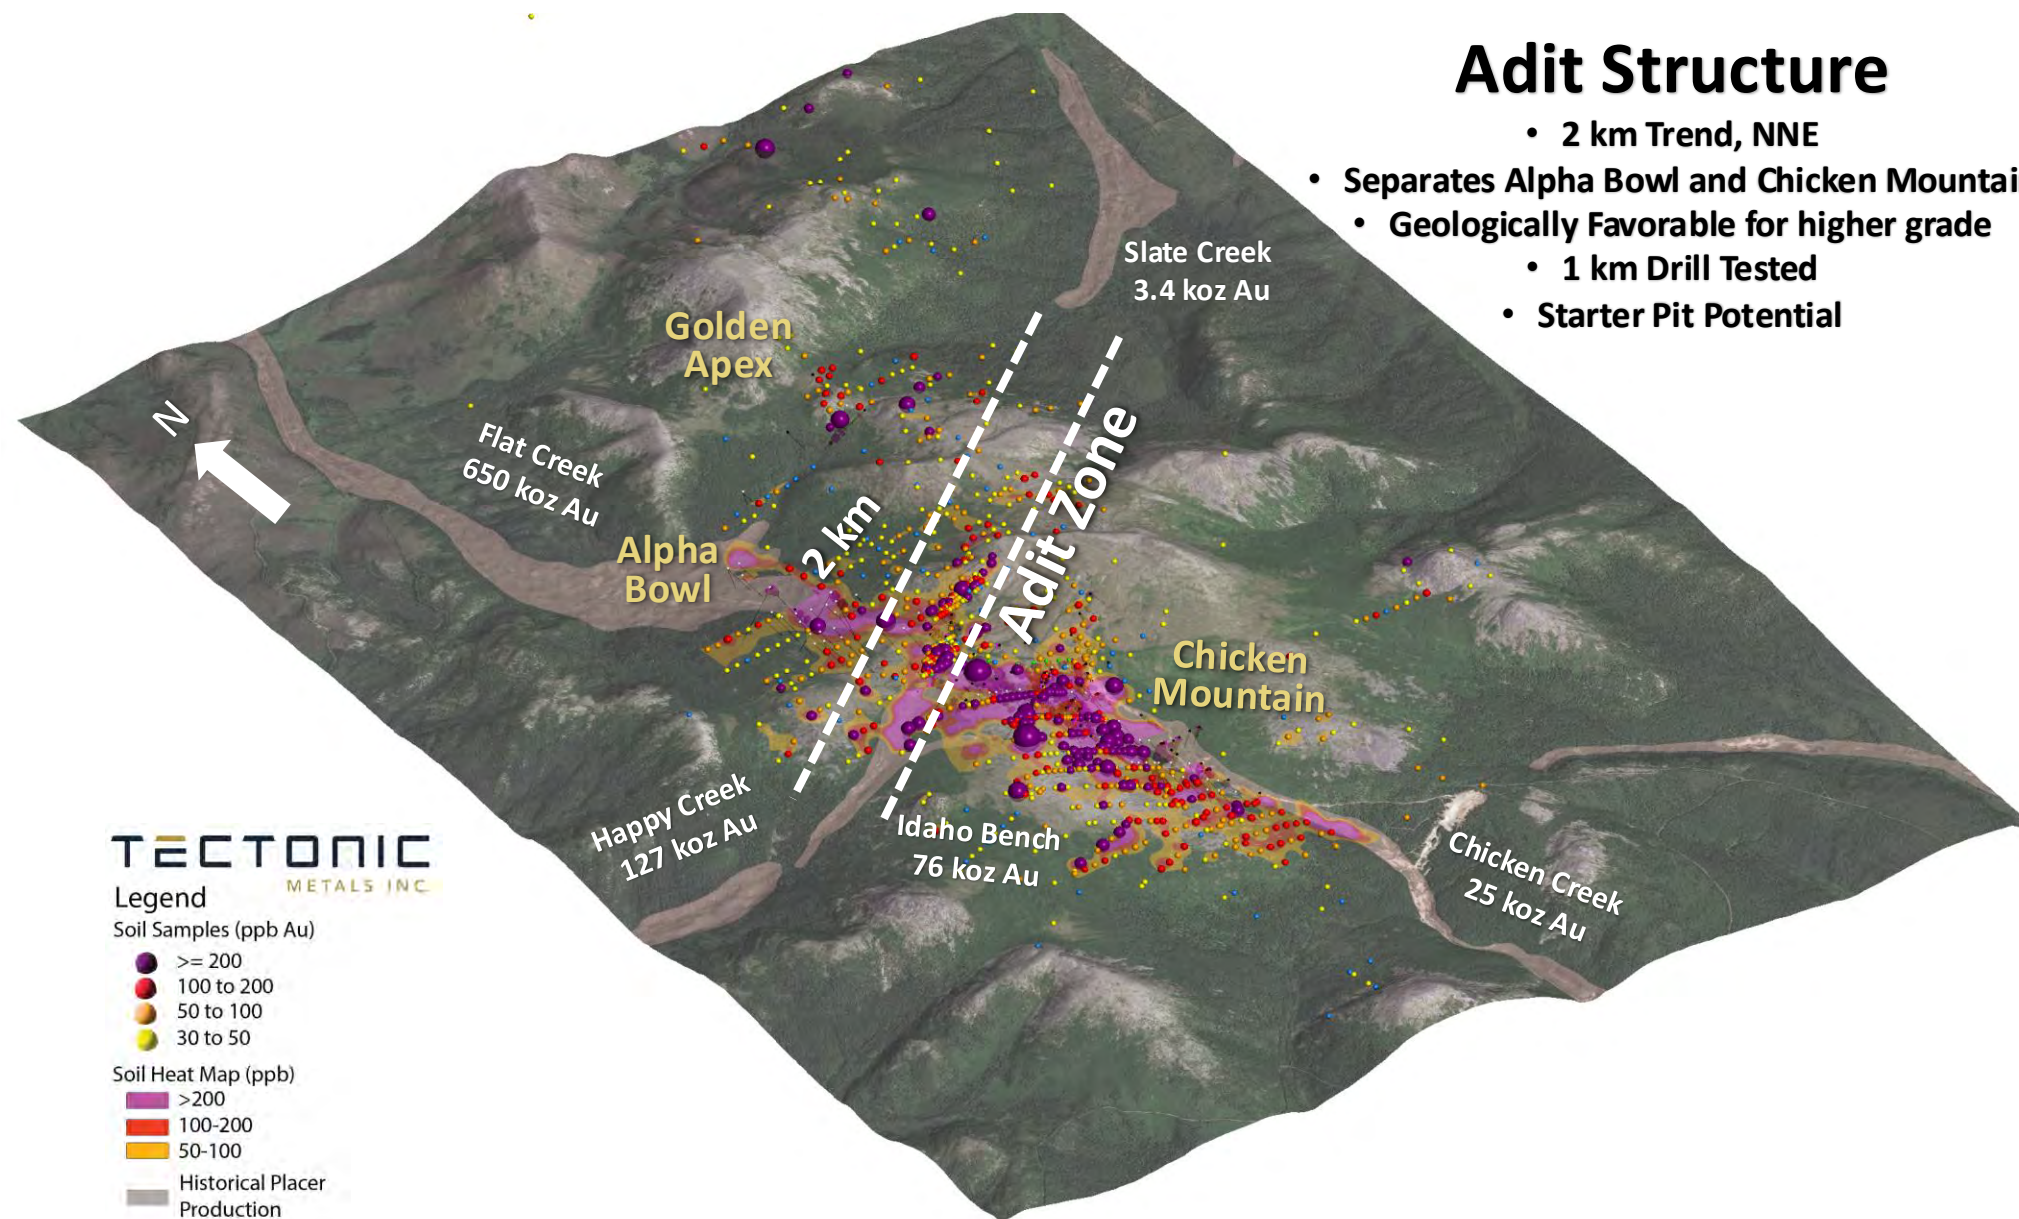 Adit Structure
• 2 km Trend, NNE
• Separates Alpha Bowl and Chicken Mountai
• Geologically Favorable for higher grade
• 1 km Drill Tested
• Starter Pit Potential
Slate Creek
3.4 koz Au
Golden
Apex
N
Flat Creek
650 koz Au
Alpha
Bowl
2 km
Adit Zone
Chicken
Mountain
Happy Creek
127 koz Au
Idaho Bench
76 koz Au
Chicken Creek
25 koz Au
TECTONIC
METALS INC.
Legend
Soil Samples (ppb Au)
>= 200
100 to 200
50 to 100
30 to 50
Soil Heat Map (ppb)
>200
100-200
50-100
Historical Placer
Production